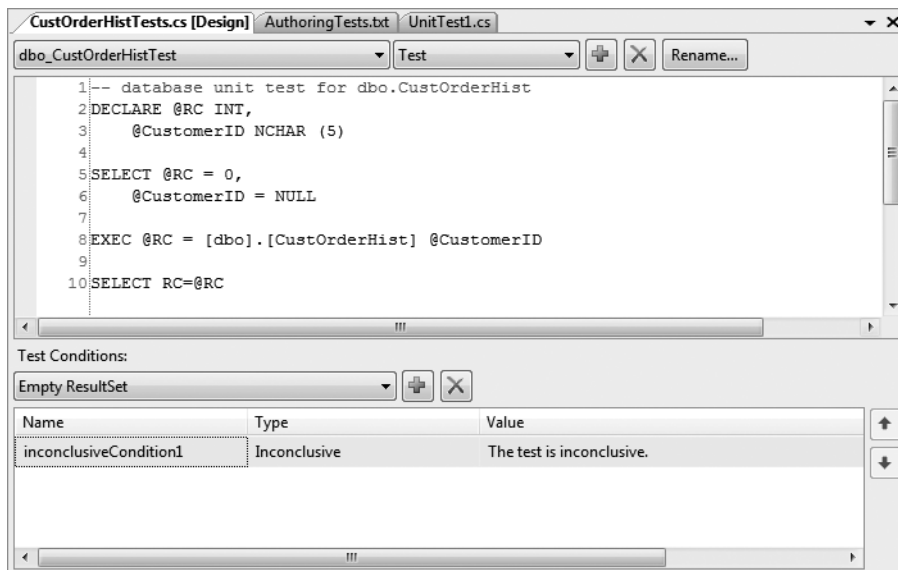 CustOrderHistTests.cs [Design] AuthoringTests.txt UnitTest1.cs
dbo_CustOrderHistTest Test Rename...
1 -- database unit test for dbo.CustOrderHist
2 DECLARE @RC INT,
3 @CustomerID NCHAR (5)
4
5 SELECT @RC = 0,
6 @CustomerID = NULL
7
8 EXEC @RC = [dbo].[CustOrderHist] @CustomerID
9
10 SELECT RC=@RC
Test Conditions:
Empty ResultSet
Name Type Value
inconclusiveCondition1 Inconclusive The test is inconclusive.